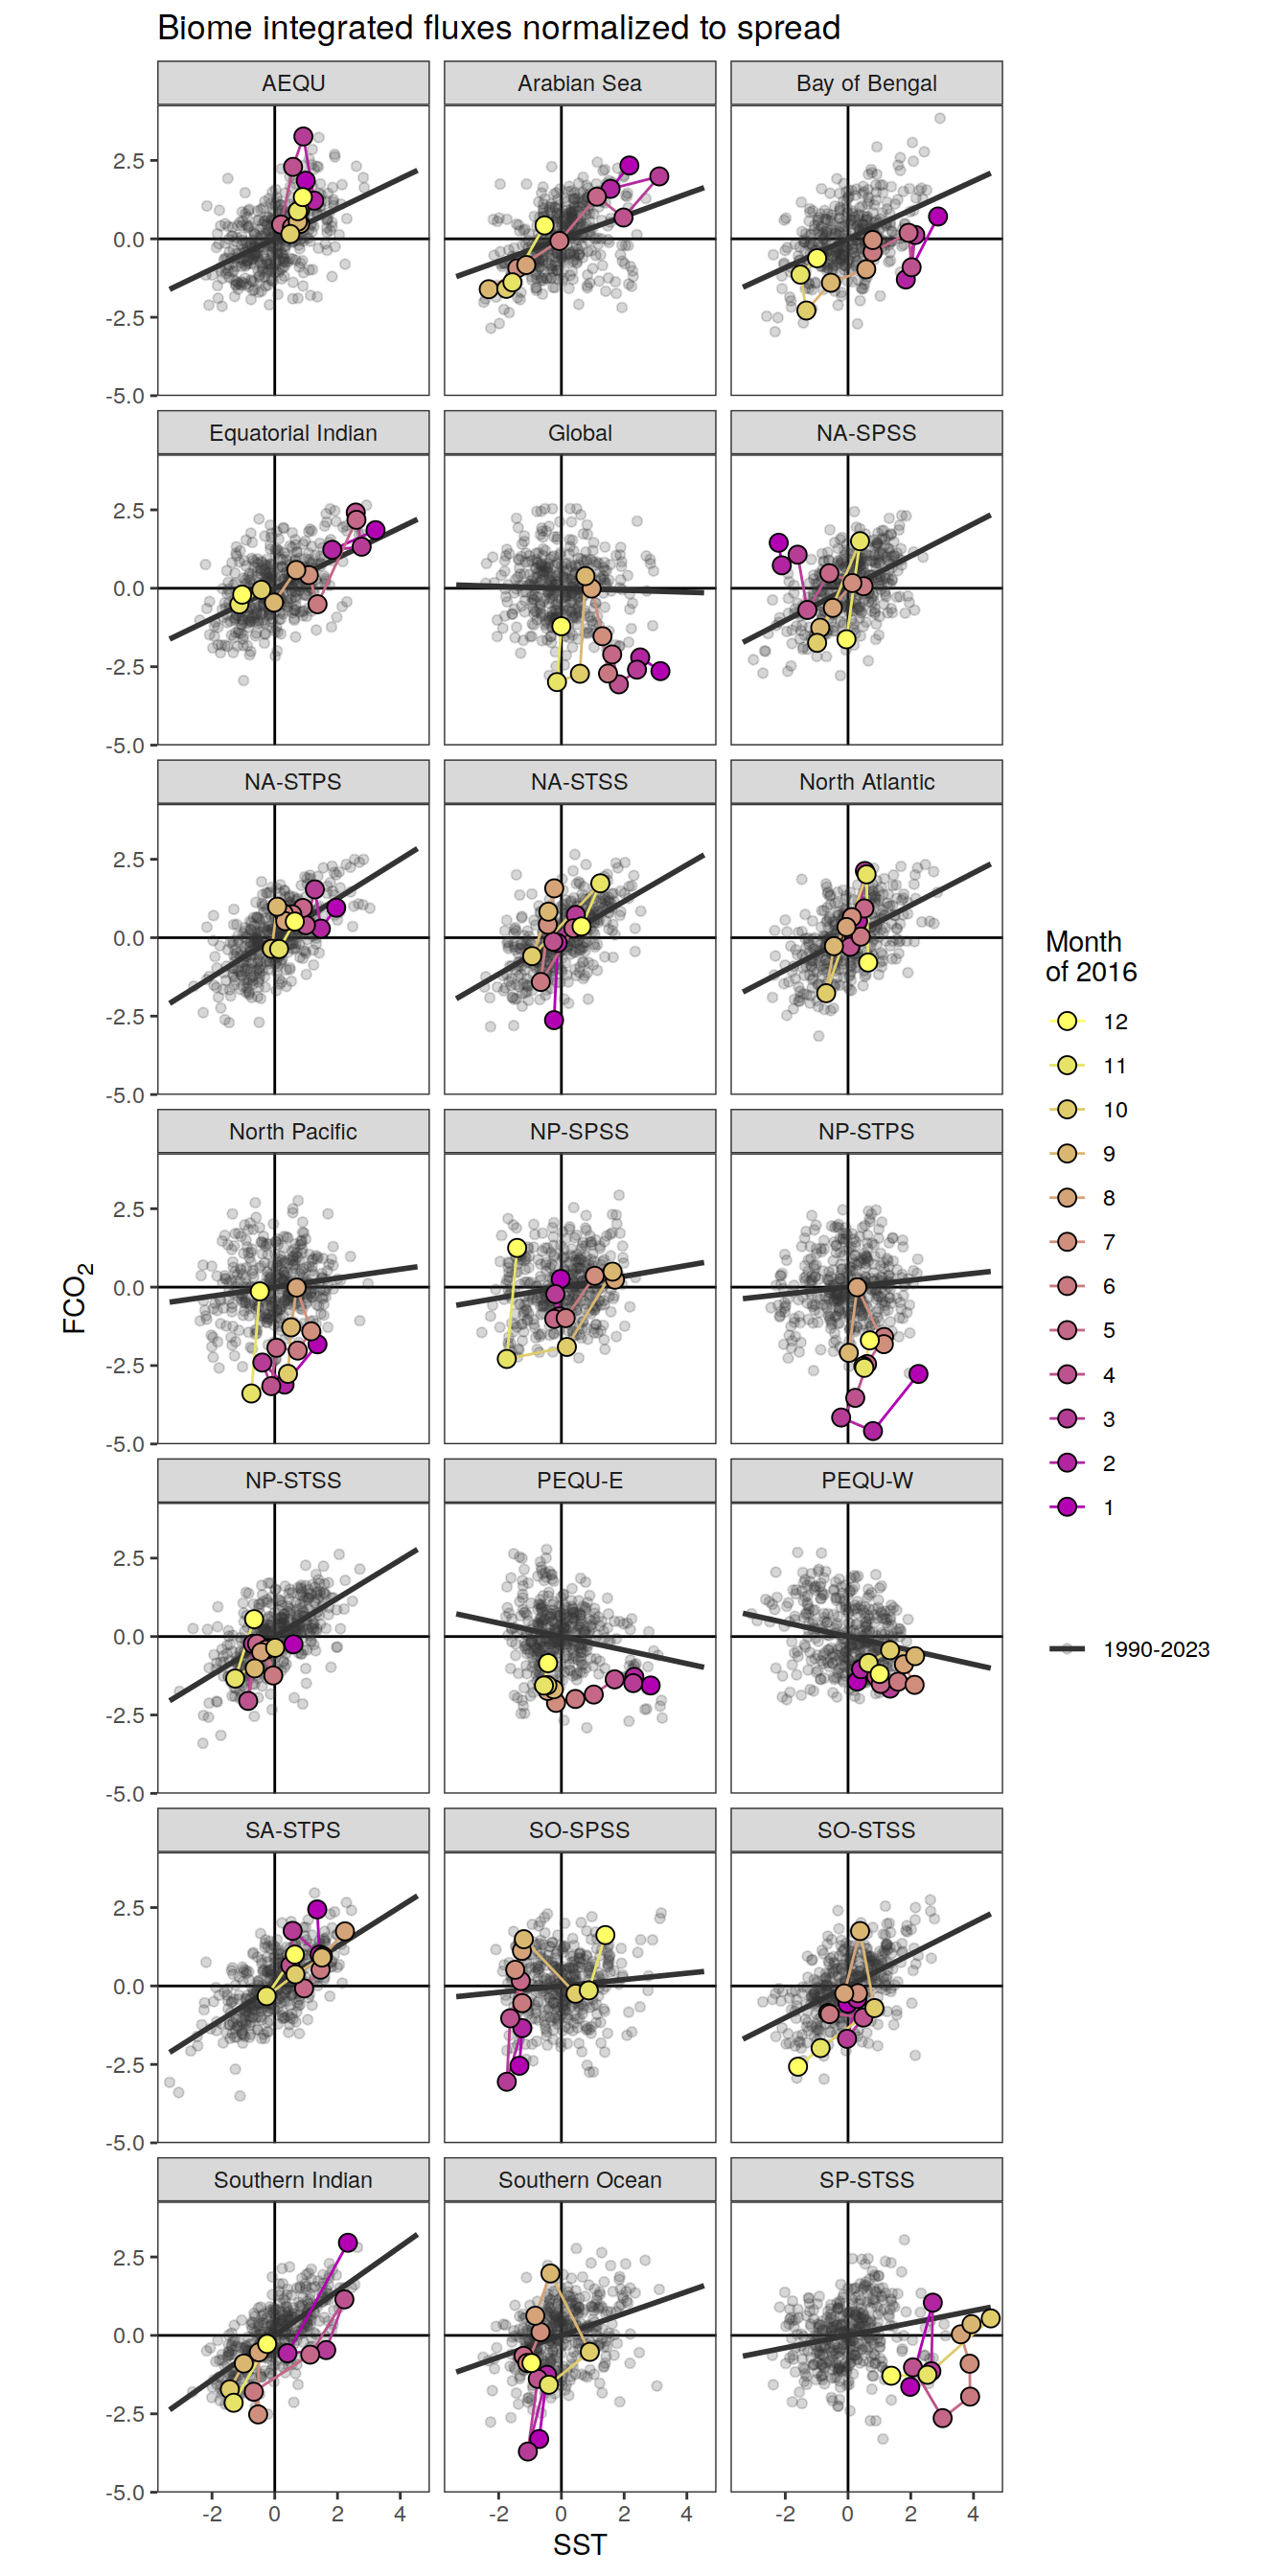 Biome integrated fluxes normalized to spread
AEQU
Arabian Sea
Bay of Bengal
2.5
0.0
-2.5
-5.0
Equatorial Indian
Global
NA-SPSS
2.5
0.0
-2.5
-5.0
NA-STPS
NA-STSS
North Atlantic
2.5
0.0
-2.5
-5.0
North Pacific
NP-SPSS
NP-STPS
2.5
0.0
-2.5
-5.0
NP-STSS
PEQU-E
PEQU-W
2.5
0.0
-2.5
-5.0
SA-STPS
SO-SPSS
SO-STSS
2.5
0.0
-2.5
-5.0
Southern Indian
Southern Ocean
SP-STSS
2.5
0.0
-2.5
-5.0
-2 0 2 4
-2 0 2 4
-2 0 2 4
SST
FCO₂
Month
of 2016
12
11
10
9
8
7
6
5
4
3
2
1
1990-2023